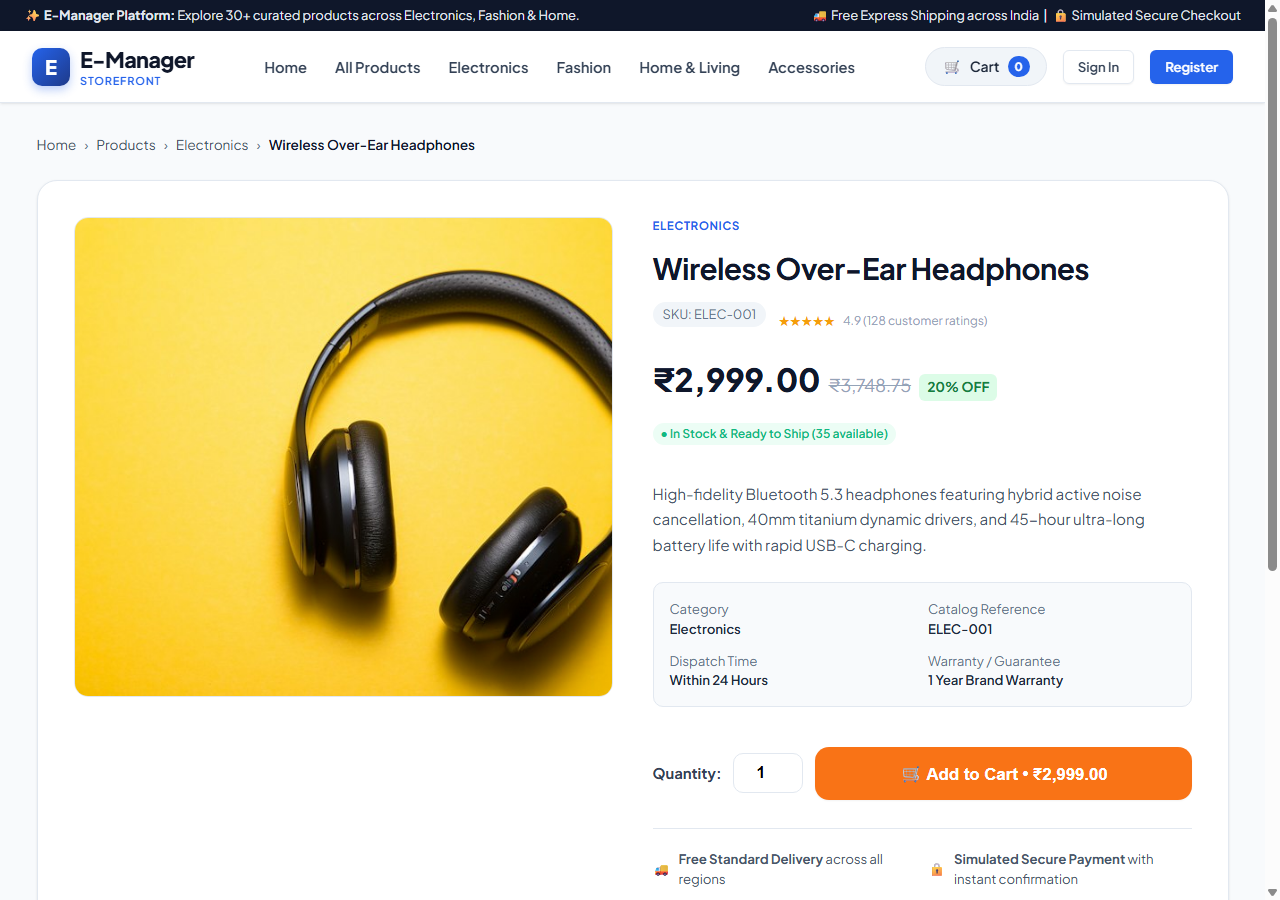 ✨ E-Manager Platform: Explore 30+ curated products across Electronics, Fashion & Home.
🚚 Free Express Shipping across India | 🔒 Simulated Secure Checkout
E
E-Manager
STOREFRONT
Home
All Products
Electronics
Fashion
Home & Living
Accessories
🛒 Cart 0
Sign In
Register
Home › Products › Electronics › Wireless Over-Ear Headphones
ELECTRONICS
Wireless Over-Ear Headphones
SKU: ELEC-001 ★★★★★ 4.9 (128 customer ratings)
₹2,999.00 ₹3,748.75 20% OFF
● In Stock & Ready to Ship (35 available)
High-fidelity Bluetooth 5.3 headphones featuring hybrid active noise
cancellation, 40mm titanium dynamic drivers, and 45-hour ultra-long
battery life with rapid USB-C charging.
Category
Electronics
Catalog Reference
ELEC-001
Dispatch Time
Within 24 Hours
Warranty / Guarantee
1 Year Brand Warranty
Quantity: 1
🛒 Add to Cart • ₹2,999.00
🚚 Free Standard Delivery across all
regions
🔒 Simulated Secure Payment with
instant confirmation